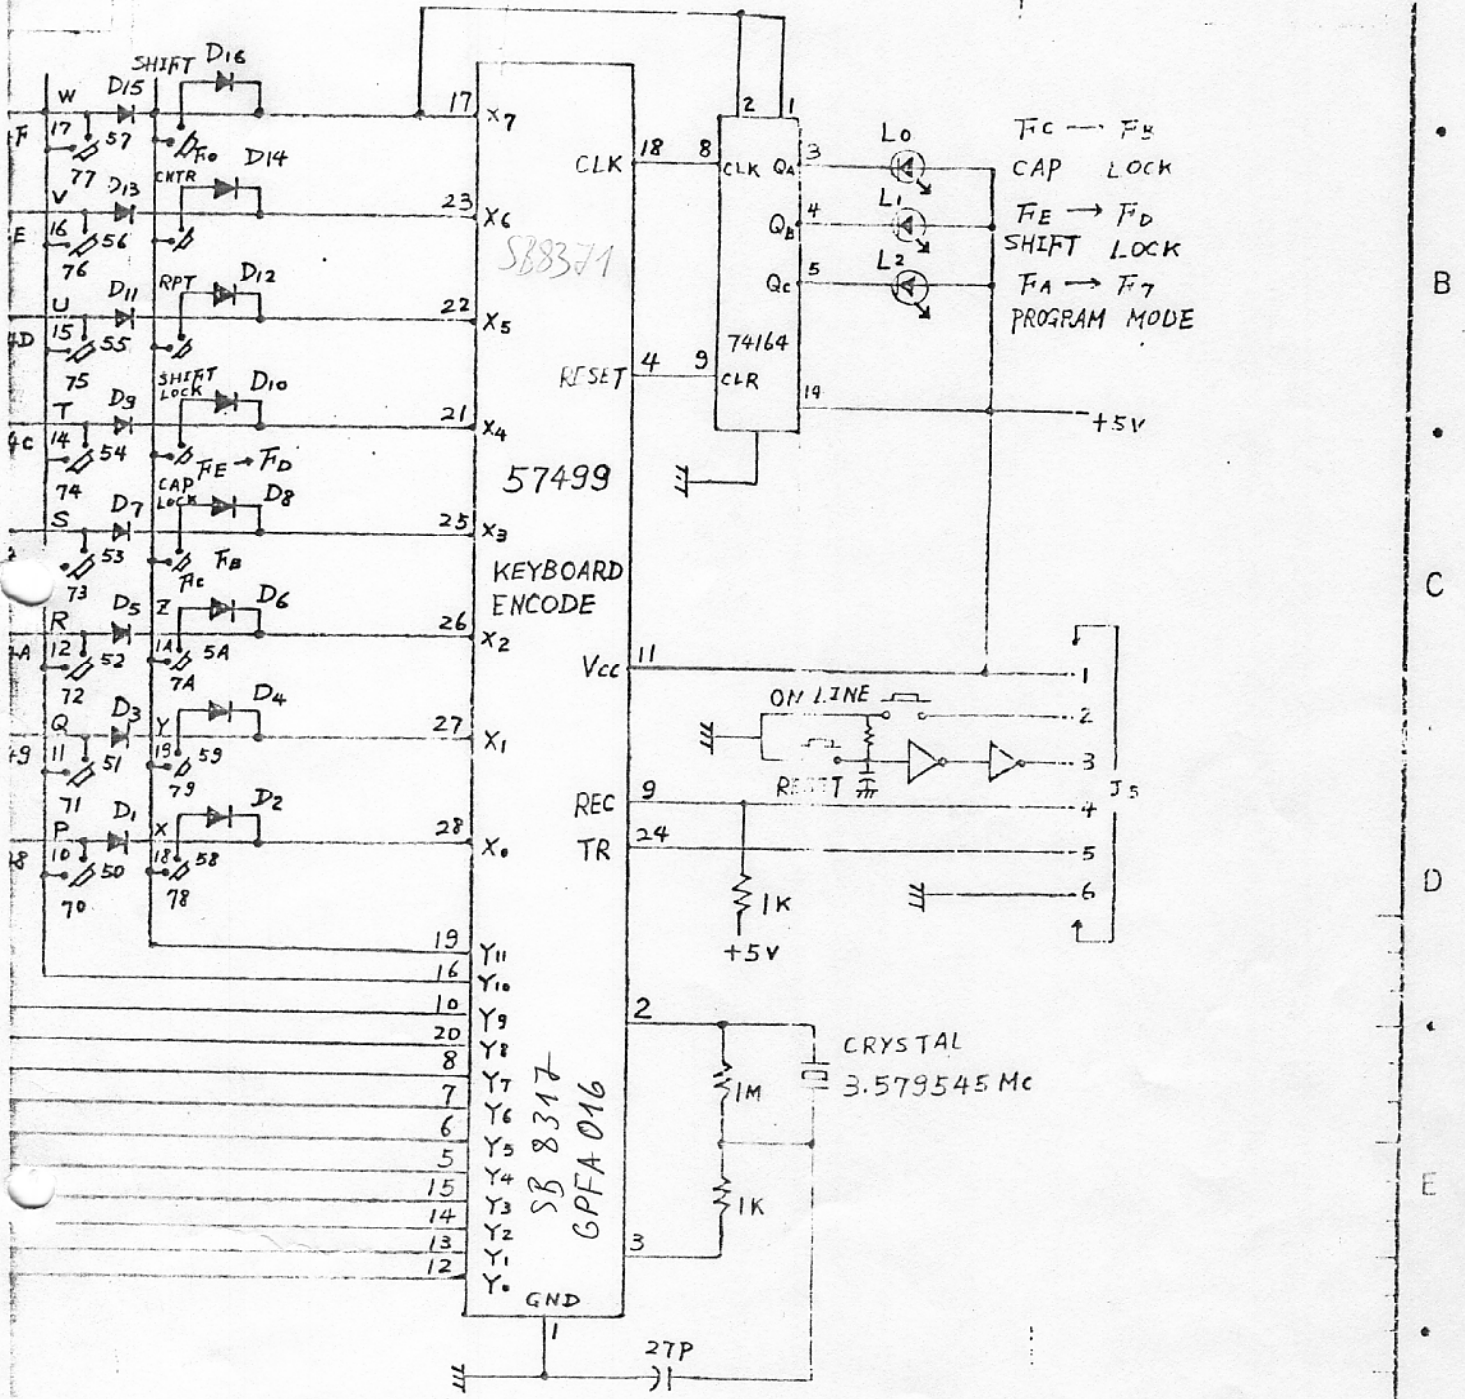 SHIFT D16
W D15
F 17 57 17 X7
77 F0 D14
V D13 CNTR
E 16 56 23 X6
76
SB8371
U D11 RPT D12
4D 15 55 22 X5
75
T D9 SHIFT LOCK D10
4C 14 54 21 X4
74 FE → FD
57499
S D7 CAP LOCK D8
53 25 X3
73 FC FB
KEYBOARD
ENCODE
R D5 Z D6
4A 12 52 1A 5A 26 X2
72 7A
Q D3 Y D4
49 11 51 19 59 27 X1
71 79
P D1 X D2
48 10 50 18 58 28 X0
70 78
19 Y11
16 Y10
10 Y9
20 Y8
8 Y7
7 Y6
6 Y5
5 Y4
15 Y3
14 Y2
13 Y1
12 Y0
SB 8317
GPFA 016
GND
1
27P
2 1
CLK 18 8 CLK QA 3 L0
QB 4 L1
QC 5 L2
74164
RESET 4 9 CLR
14 +5V
FC → FB
CAP LOCK
FE → FD
SHIFT LOCK
FA → F7
PROGRAM MODE
Vcc 11 1
ON LINE 2
RESET 3
REC 9 4
TR 24 5
6
J5
1K
+5V
2
CRYSTAL
3.579545 Mc
1M
1K
3
B
C
D
E